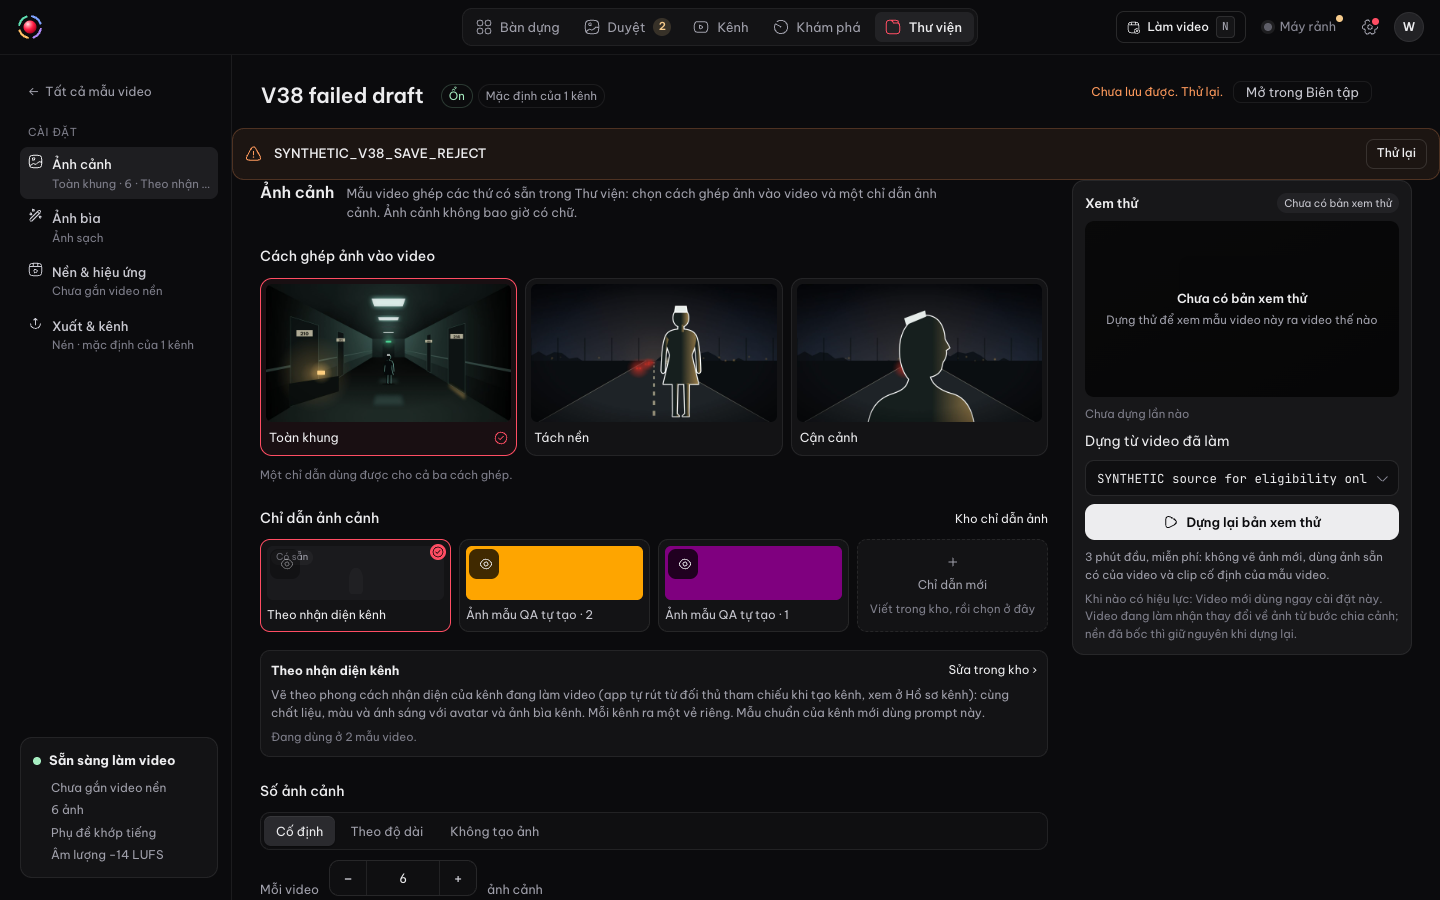 Bàn dựng
Duyệt 2
Kênh
Khám phá
Thư viện
Làm video N
Máy rảnh
W
← Tất cả mẫu video
CÀI ĐẶT
Ảnh cảnh
Toàn khung · 6 · Theo nhận ...
Ảnh bìa
Ảnh sạch
Nền & hiệu ứng
Chưa gắn video nền
Xuất & kênh
Nén · mặc định của 1 kênh
Sẵn sàng làm video
Chưa gắn video nền
6 ảnh
Phụ đề khớp tiếng
Âm lượng -14 LUFS
V38 failed draft
Ổn
Mặc định của 1 kênh
Chưa lưu được. Thử lại.
Mở trong Biên tập
SYNTHETIC_V38_SAVE_REJECT
Thử lại
Ảnh cảnh
Mẫu video ghép các thứ có sẵn trong Thư viện: chọn cách ghép ảnh vào video và một chỉ dẫn ảnh
cảnh. Ảnh cảnh không bao giờ có chữ.
Cách ghép ảnh vào video
Toàn khung
Tách nền
Cận cảnh
Một chỉ dẫn dùng được cho cả ba cách ghép.
Chỉ dẫn ảnh cảnh
Kho chỉ dẫn ảnh
Có sẵn
Theo nhận diện kênh
Ảnh mẫu QA tự tạo · 2
Ảnh mẫu QA tự tạo · 1
+
Chỉ dẫn mới
Viết trong kho, rồi chọn ở đây
Theo nhận diện kênh
Sửa trong kho ›
Vẽ theo phong cách nhận diện của kênh đang làm video (app tự rút từ đối thủ tham chiếu khi tạo kênh, xem ở Hồ sơ kênh): cùng
chất liệu, màu và ánh sáng với avatar và ảnh bìa kênh. Mỗi kênh ra một vẻ riêng. Mẫu chuẩn của kênh mới dùng prompt này.
Đang dùng ở 2 mẫu video.
Số ảnh cảnh
Cố định
Theo độ dài
Không tạo ảnh
Mỗi video − 6 + ảnh cảnh
Xem thử
Chưa có bản xem thử
Chưa có bản xem thử
Dựng thử để xem mẫu video này ra video thế nào
Chưa dựng lần nào
Dựng từ video đã làm
SYNTHETIC source for eligibility onl
Dựng lại bản xem thử
3 phút đầu, miễn phí: không vẽ ảnh mới, dùng ảnh sẵn
có của video và clip cố định của mẫu video.
Khi nào có hiệu lực: Video mới dùng ngay cài đặt này.
Video đang làm nhận thay đổi về ảnh từ bước chia cảnh;
nền đã bốc thì giữ nguyên khi dựng lại.